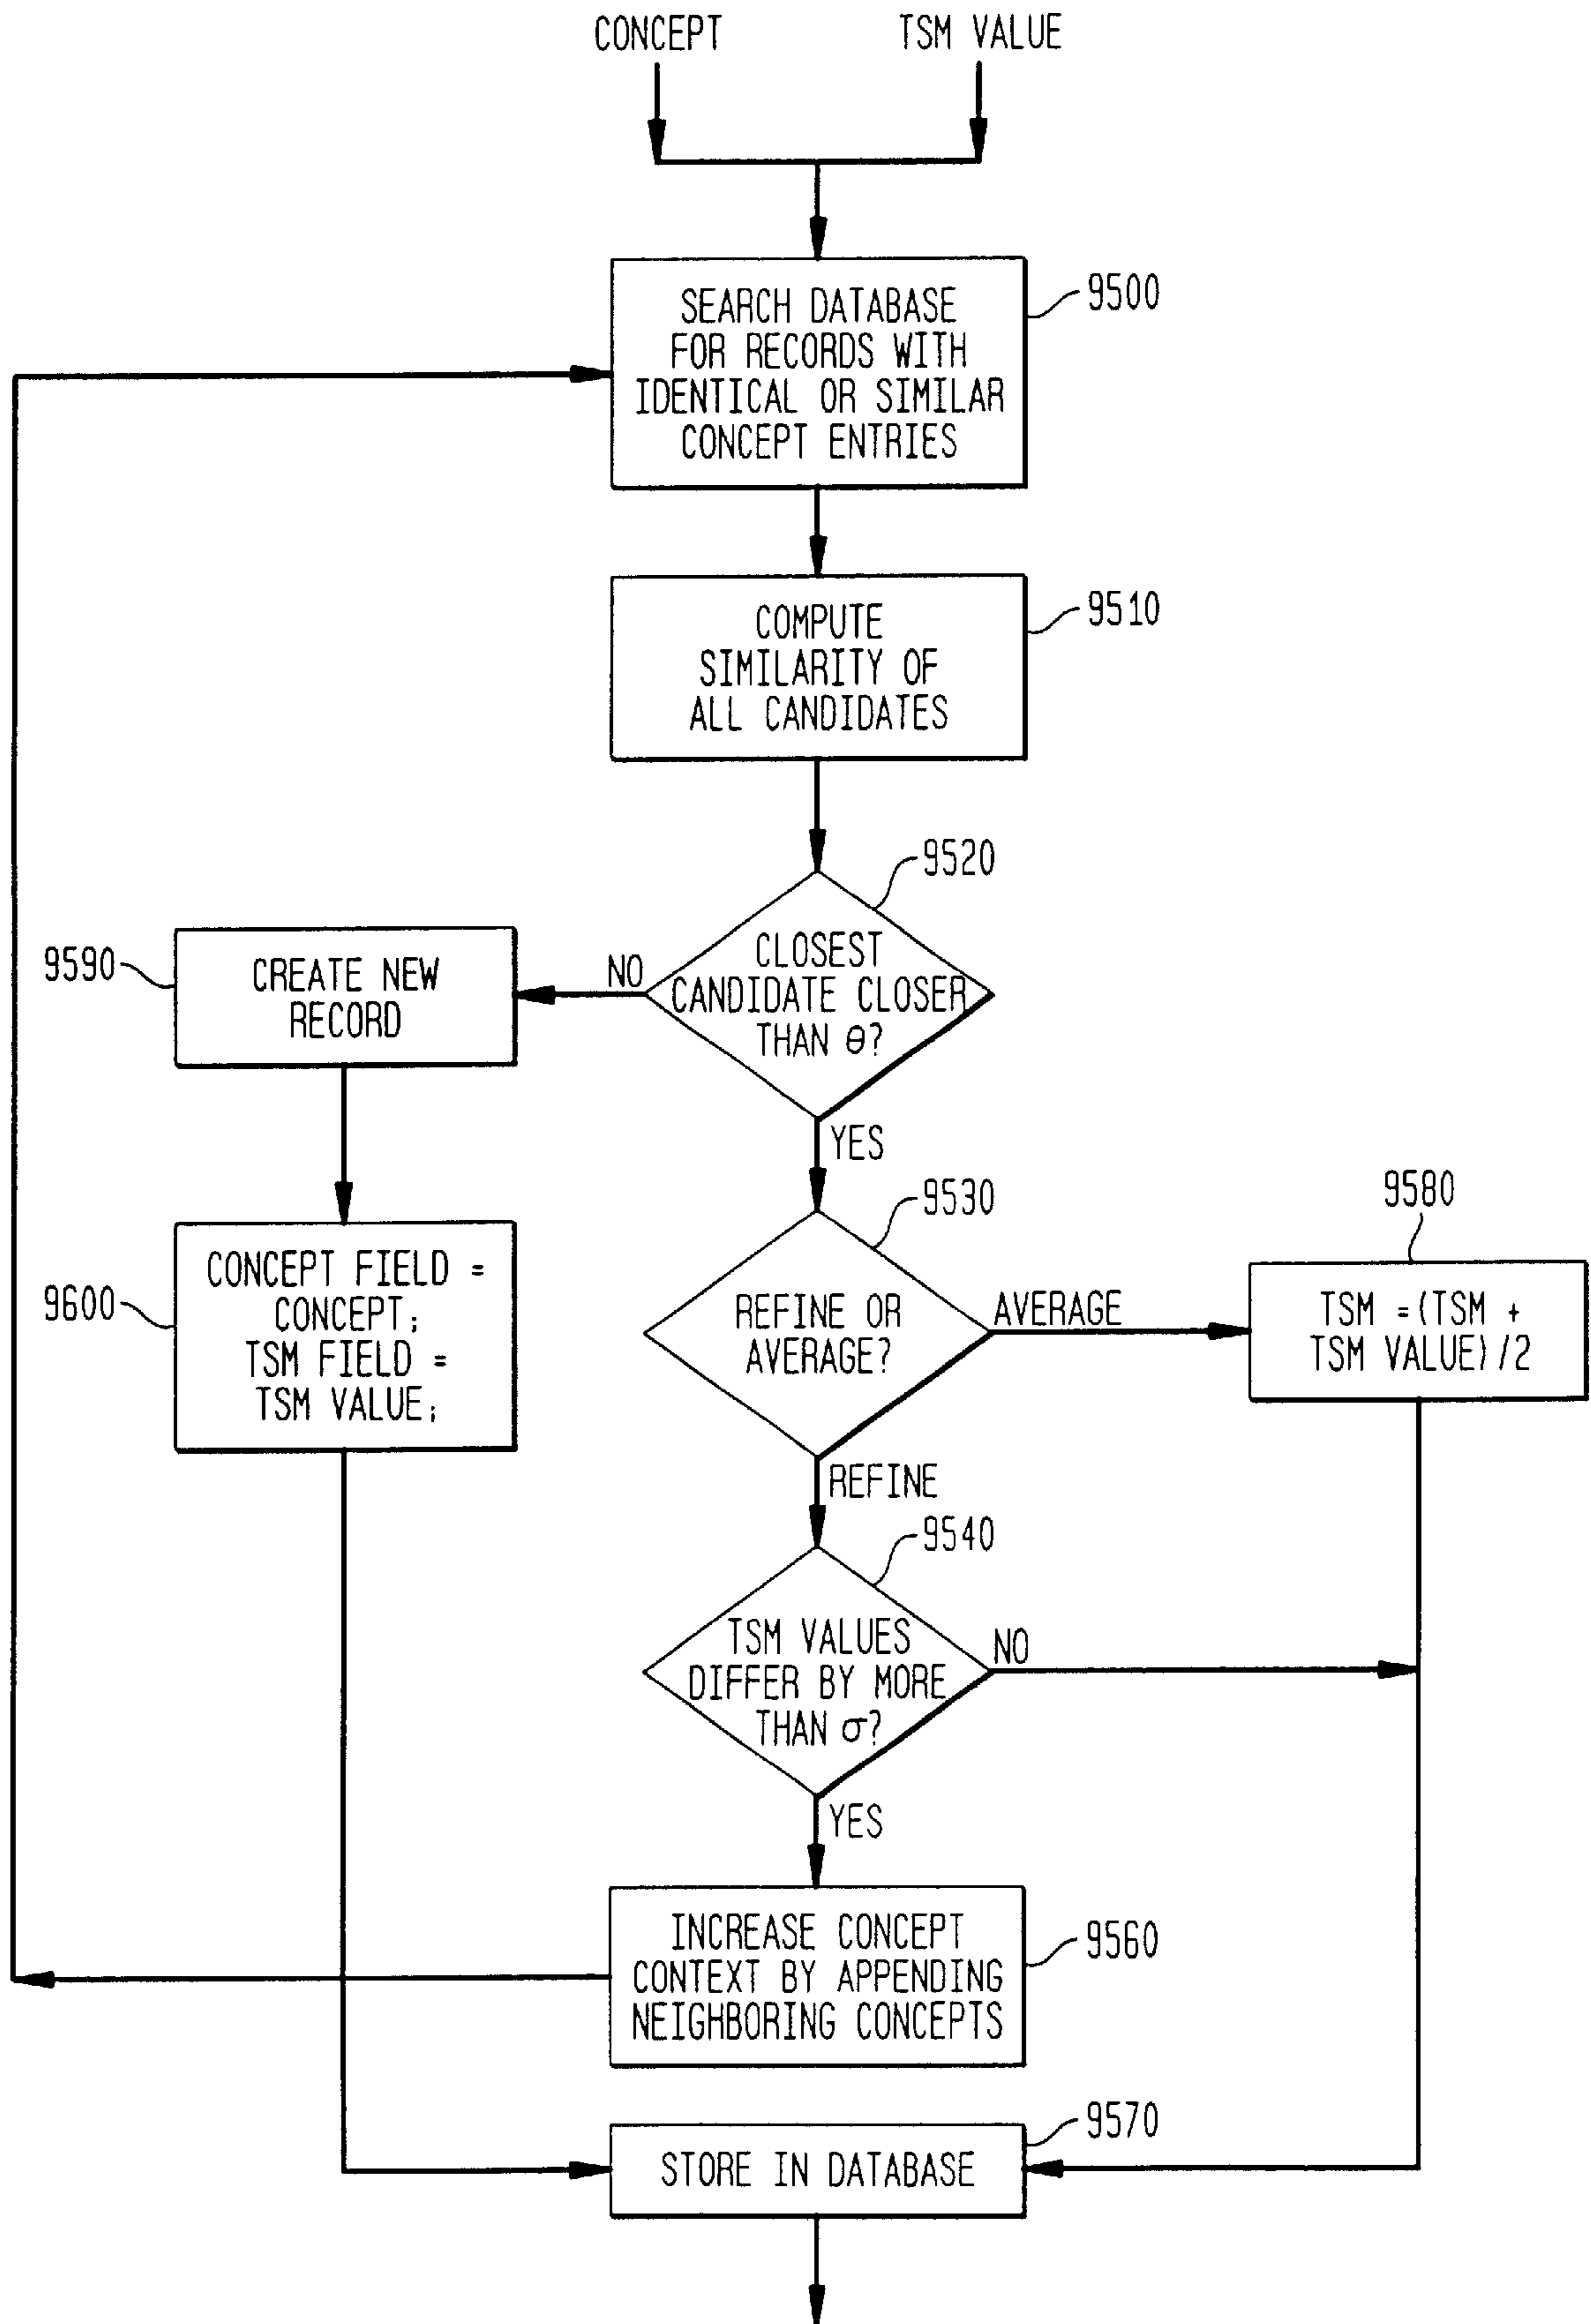 CONCEPT
TSM VALUE
SEARCH DATABASE
FOR RECORDS WITH
IDENTICAL OR SIMILAR
CONCEPT ENTRIES
9500
COMPUTE
SIMILARITY OF
ALL CANDIDATES
9510
9520
CLOSEST
CANDIDATE CLOSER
THAN θ?
NO
9590
CREATE NEW
RECORD
YES
9600
CONCEPT FIELD =
CONCEPT;
TSM FIELD =
TSM VALUE;
9530
REFINE OR
AVERAGE?
AVERAGE
9580
TSM =(TSM +
TSM VALUE)/2
REFINE
9540
TSM VALUES
DIFFER BY MORE
THAN σ?
NO
YES
INCREASE CONCEPT
CONTEXT BY APPENDING
NEIGHBORING CONCEPTS
9560
9570
STORE IN DATABASE